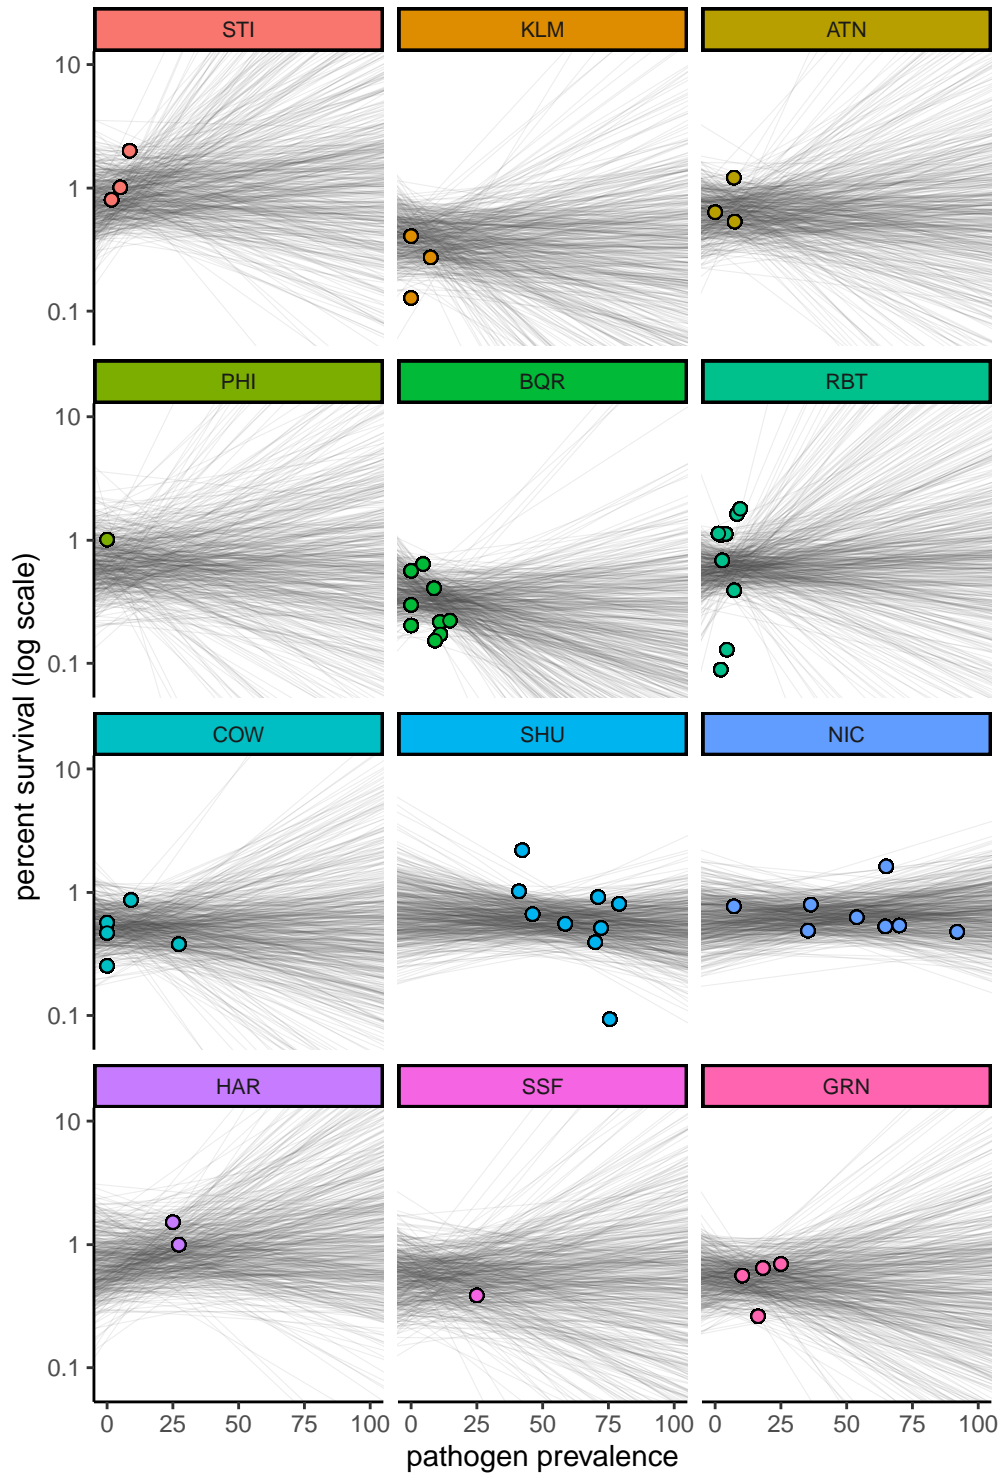 STI KLM ATN
10
1
0.1
PHI BQR RBT
10
1
0.1
percent survival (log scale)
COW SHU NIC
10
1
0.1
HAR SSF GRN
10
1
0.1
0 25 50 75 100 0 25 50 75 100 0 25 50 75 100
pathogen prevalence